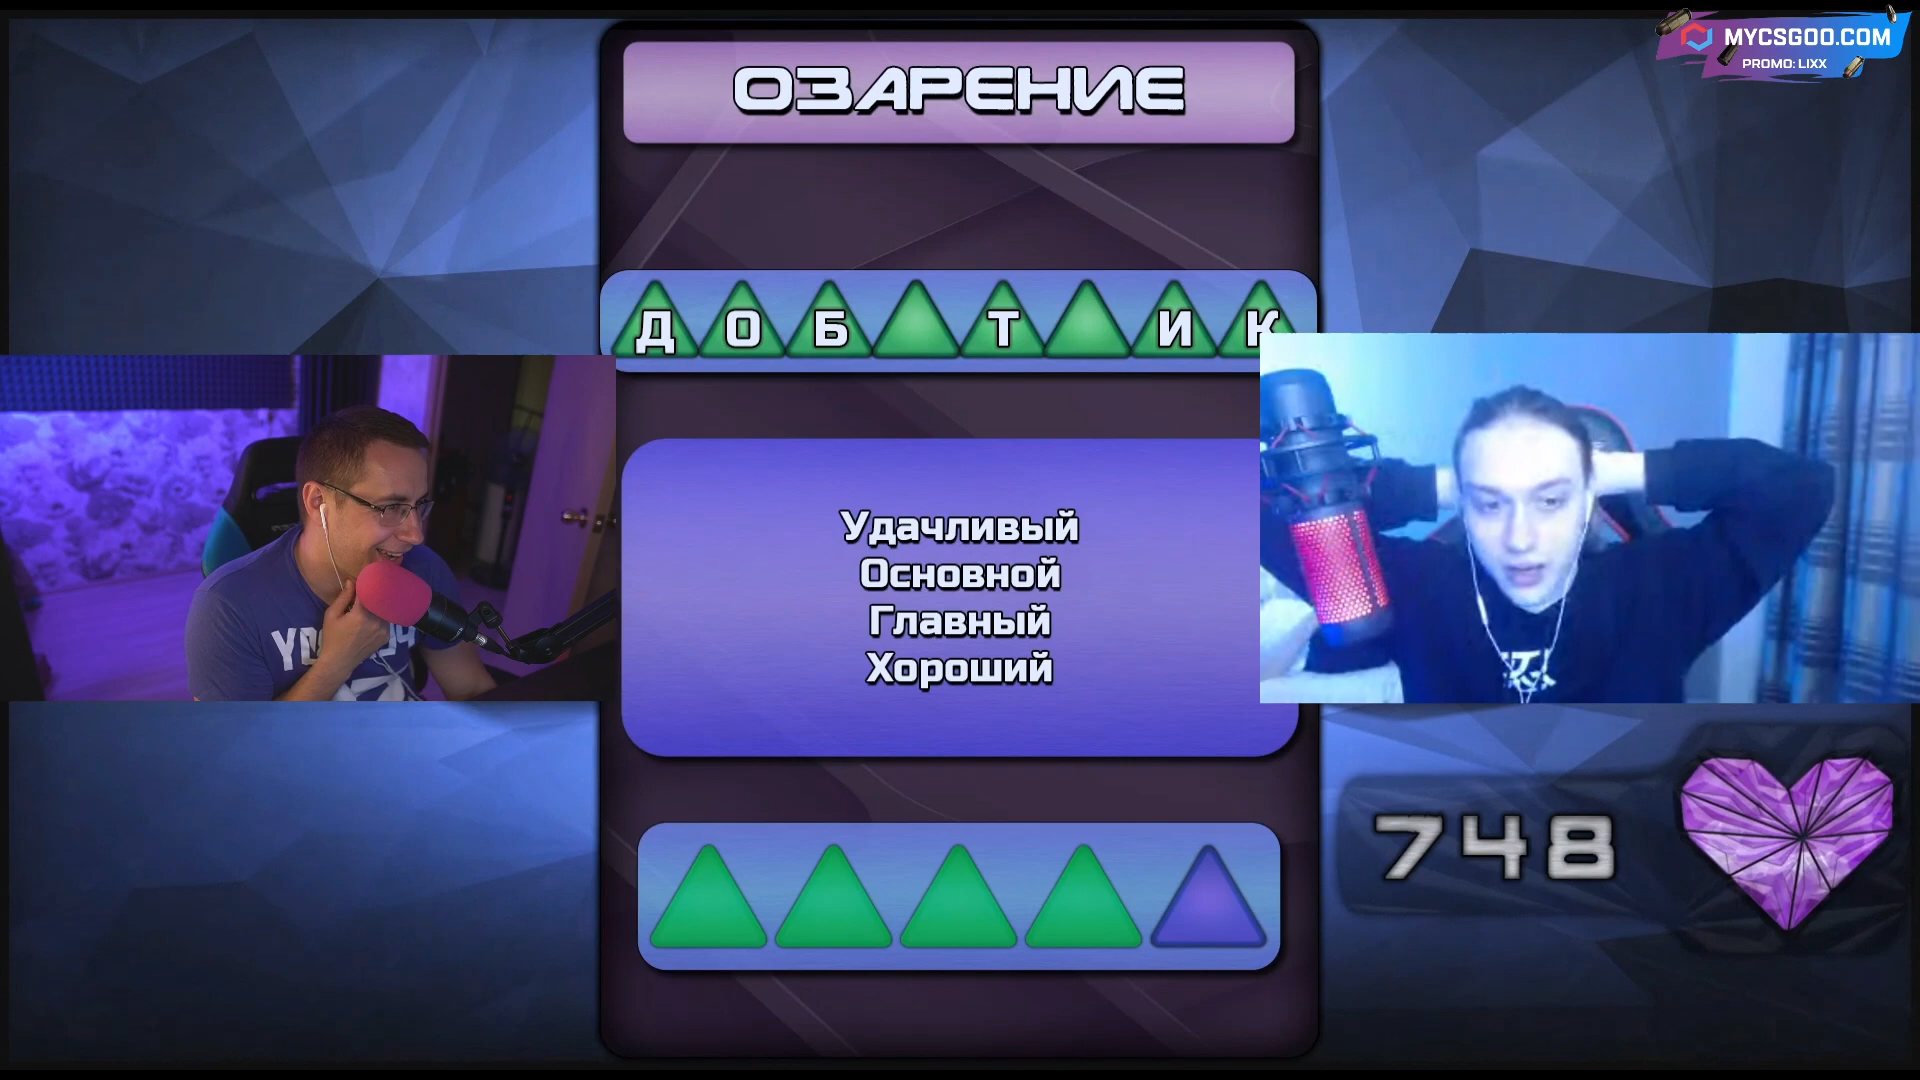 MYCSGOO.COM
PROMO: LIXX
ОЗАРЕНИЕ
Д О Б Т И К
Удачливый
Основной
Главный
Хороший
748